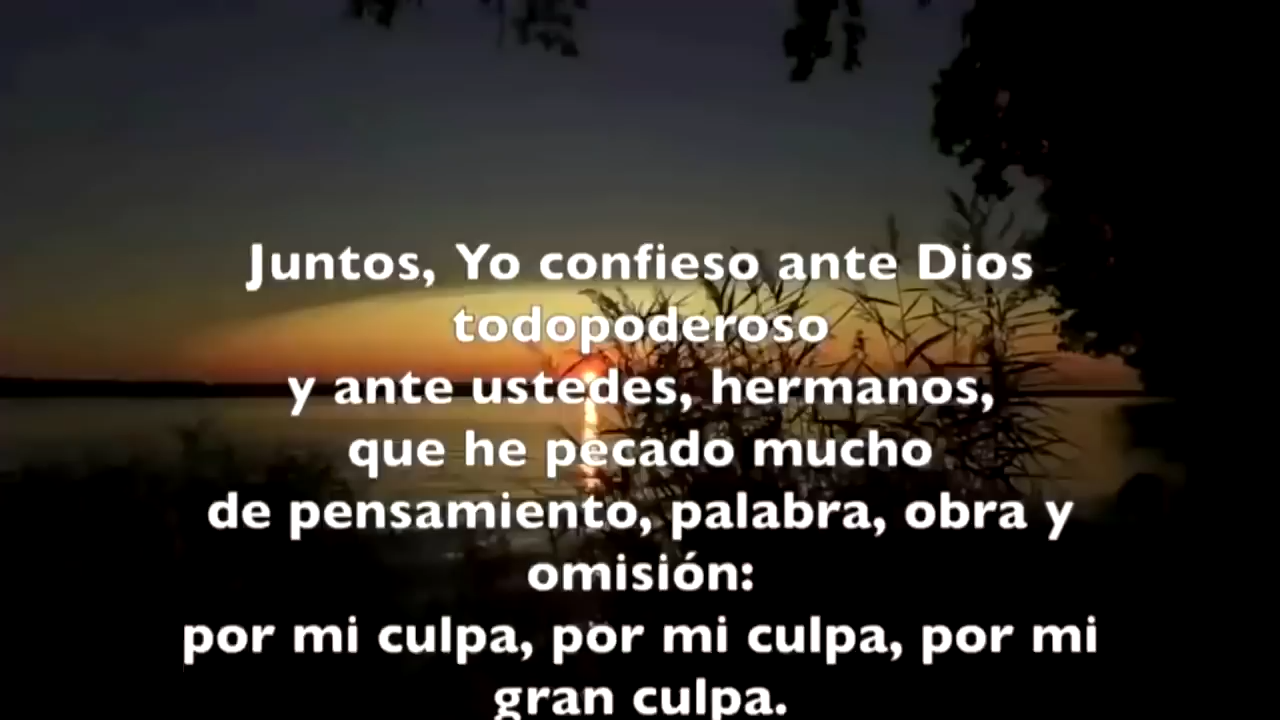 Juntos, Yo confieso ante Dios
todopoderoso
y ante ustedes, hermanos,
que he pecado mucho
de pensamiento, palabra, obra y
omisión:
por mi culpa, por mi culpa, por mi
gran culpa.